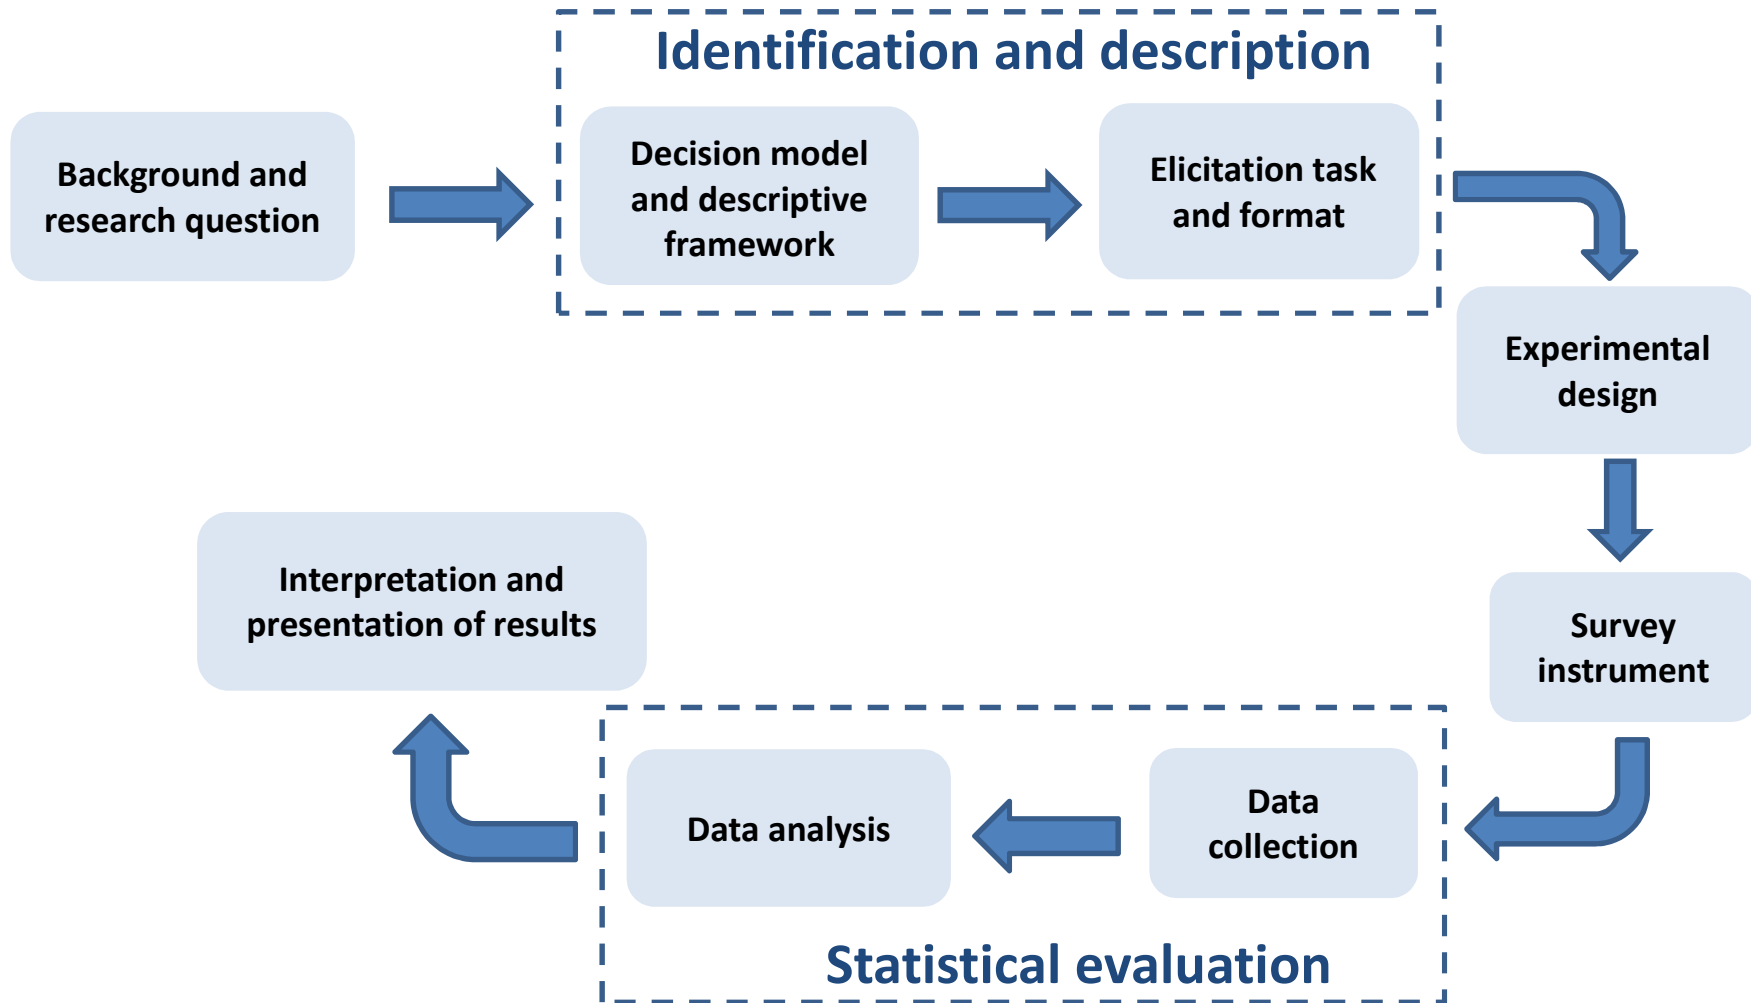 Identification and description
Background and
research question
Decision model
and descriptive
framework
Elicitation task
and format
Experimental
design
Survey
instrument
Data
collection
Data analysis
Statistical evaluation
Interpretation and
presentation of results